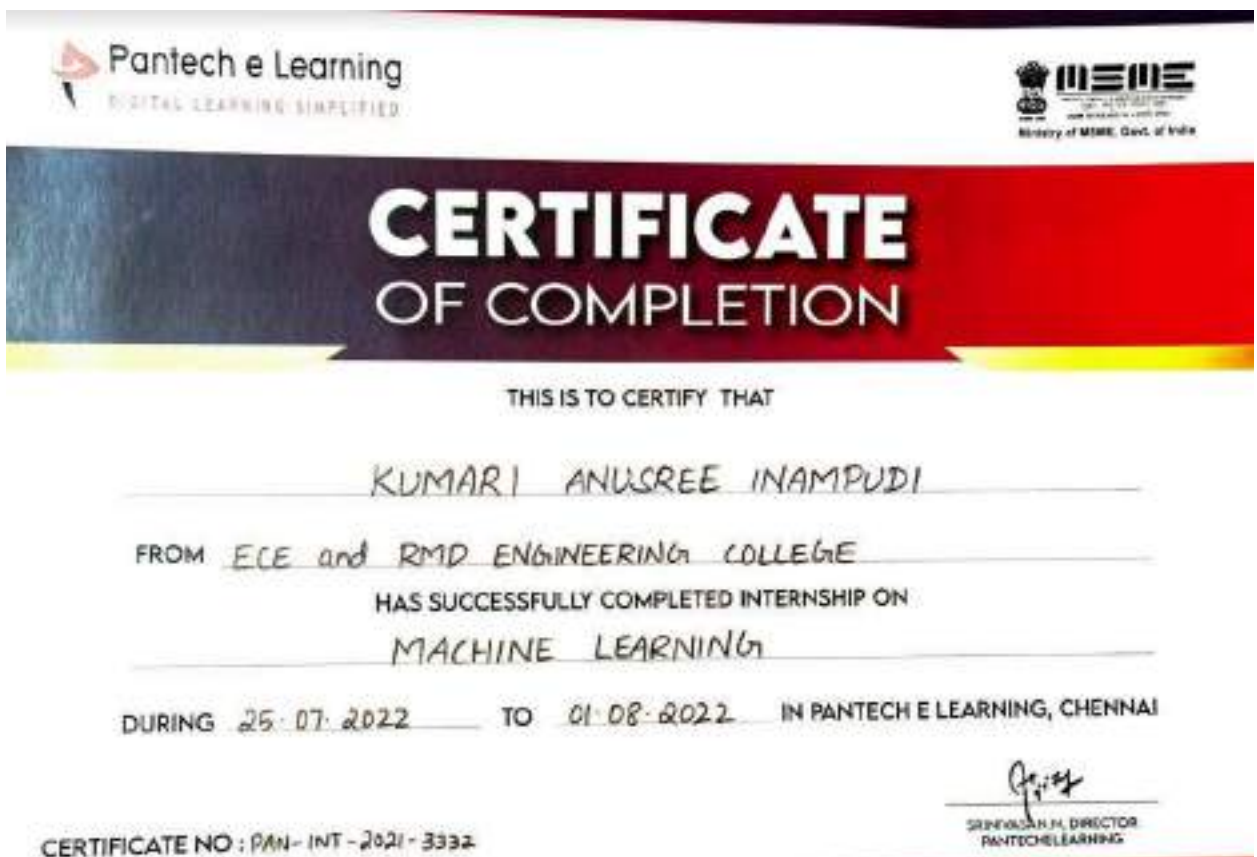 Pantech e Learning
DIGITAL LEARNING SIMPLIFIED
MSME
Ministry of MSME, Govt. of India
CERTIFICATE
OF COMPLETION
THIS IS TO CERTIFY THAT
KUMARI ANUSREE INAMPUDI
FROM ECE and RMD ENGINEERING COLLEGE
HAS SUCCESSFULLY COMPLETED INTERNSHIP ON
MACHINE LEARNING
DURING 25.07.2022 TO 01.08.2022 IN PANTECH E LEARNING, CHENNAI
SRINIVASAN.N, DIRECTOR
PANTECHELEARNING
CERTIFICATE NO : PAN-INT-2021-3332